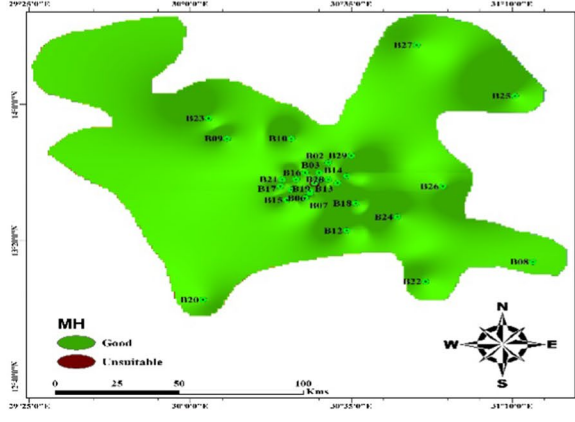 29°25'0"E 30°0'0"E 30°35'0"E 31°10'0"E
B27
B25
14°0'0"N
B23
B09 B10
B02 B29
B03
B16 B14
B21 B28
B17 B19 B13
B15 B06
B07 B18
B26
B24
B12
13°20'0"N
B08
B22
B20
N
W E
S
MH
Good
Unsuitable
0 25 50 100
Kms
12°40'0"N
29°25'0"E 30°0'0"E 30°35'0"E 31°10'0"E